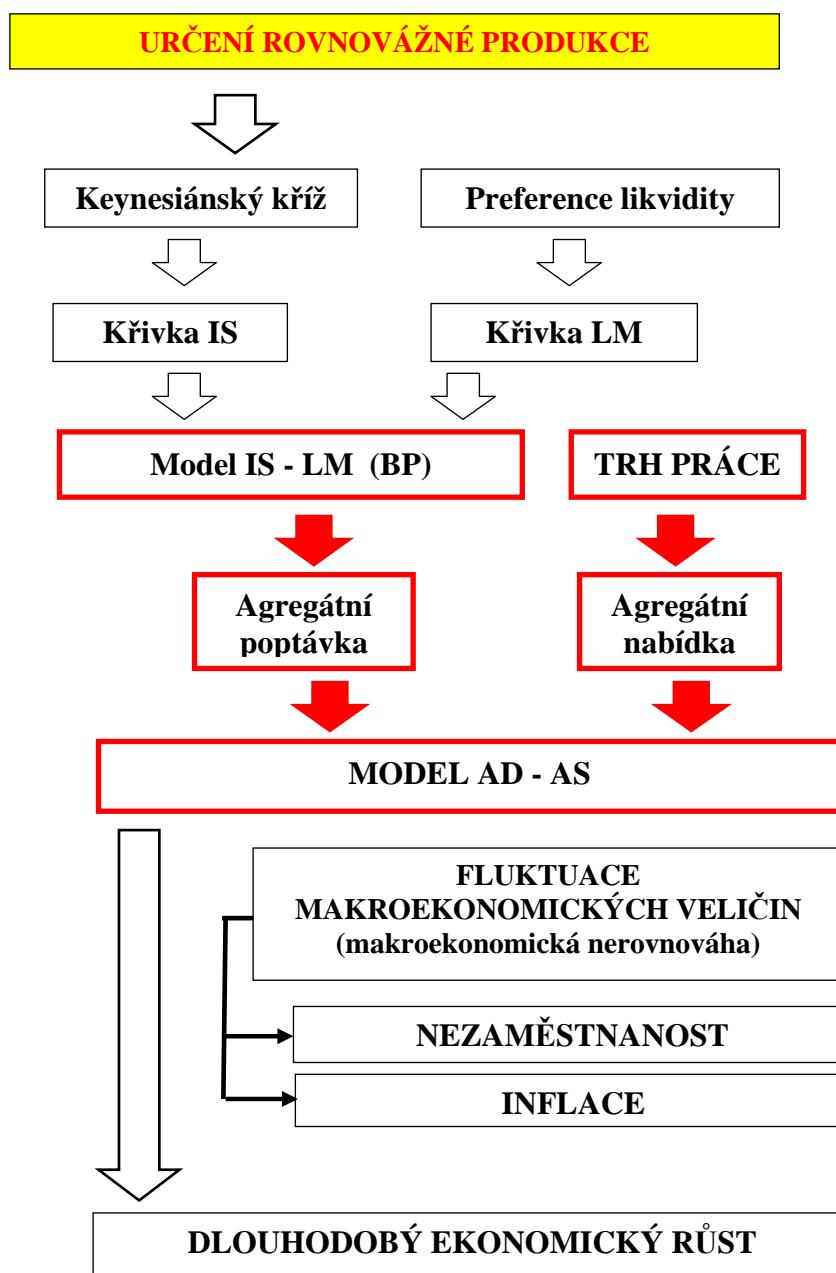 URČENÍ ROVNOVÁŽNÉ PRODUKCE
Keynesiánský kříž
Preference likvidity
Křivka IS
Křivka LM
Model IS - LM (BP)
TRH PRÁCE
Agregátní
poptávka
Agregátní
nabídka
MODEL AD - AS
FLUKTUACE
MAKROEKONOMICKÝCH VELIČIN
(makroekonomická nerovnováha)
NEZAMĚSTNANOST
INFLACE
DLOUHODOBÝ EKONOMICKÝ RŮST